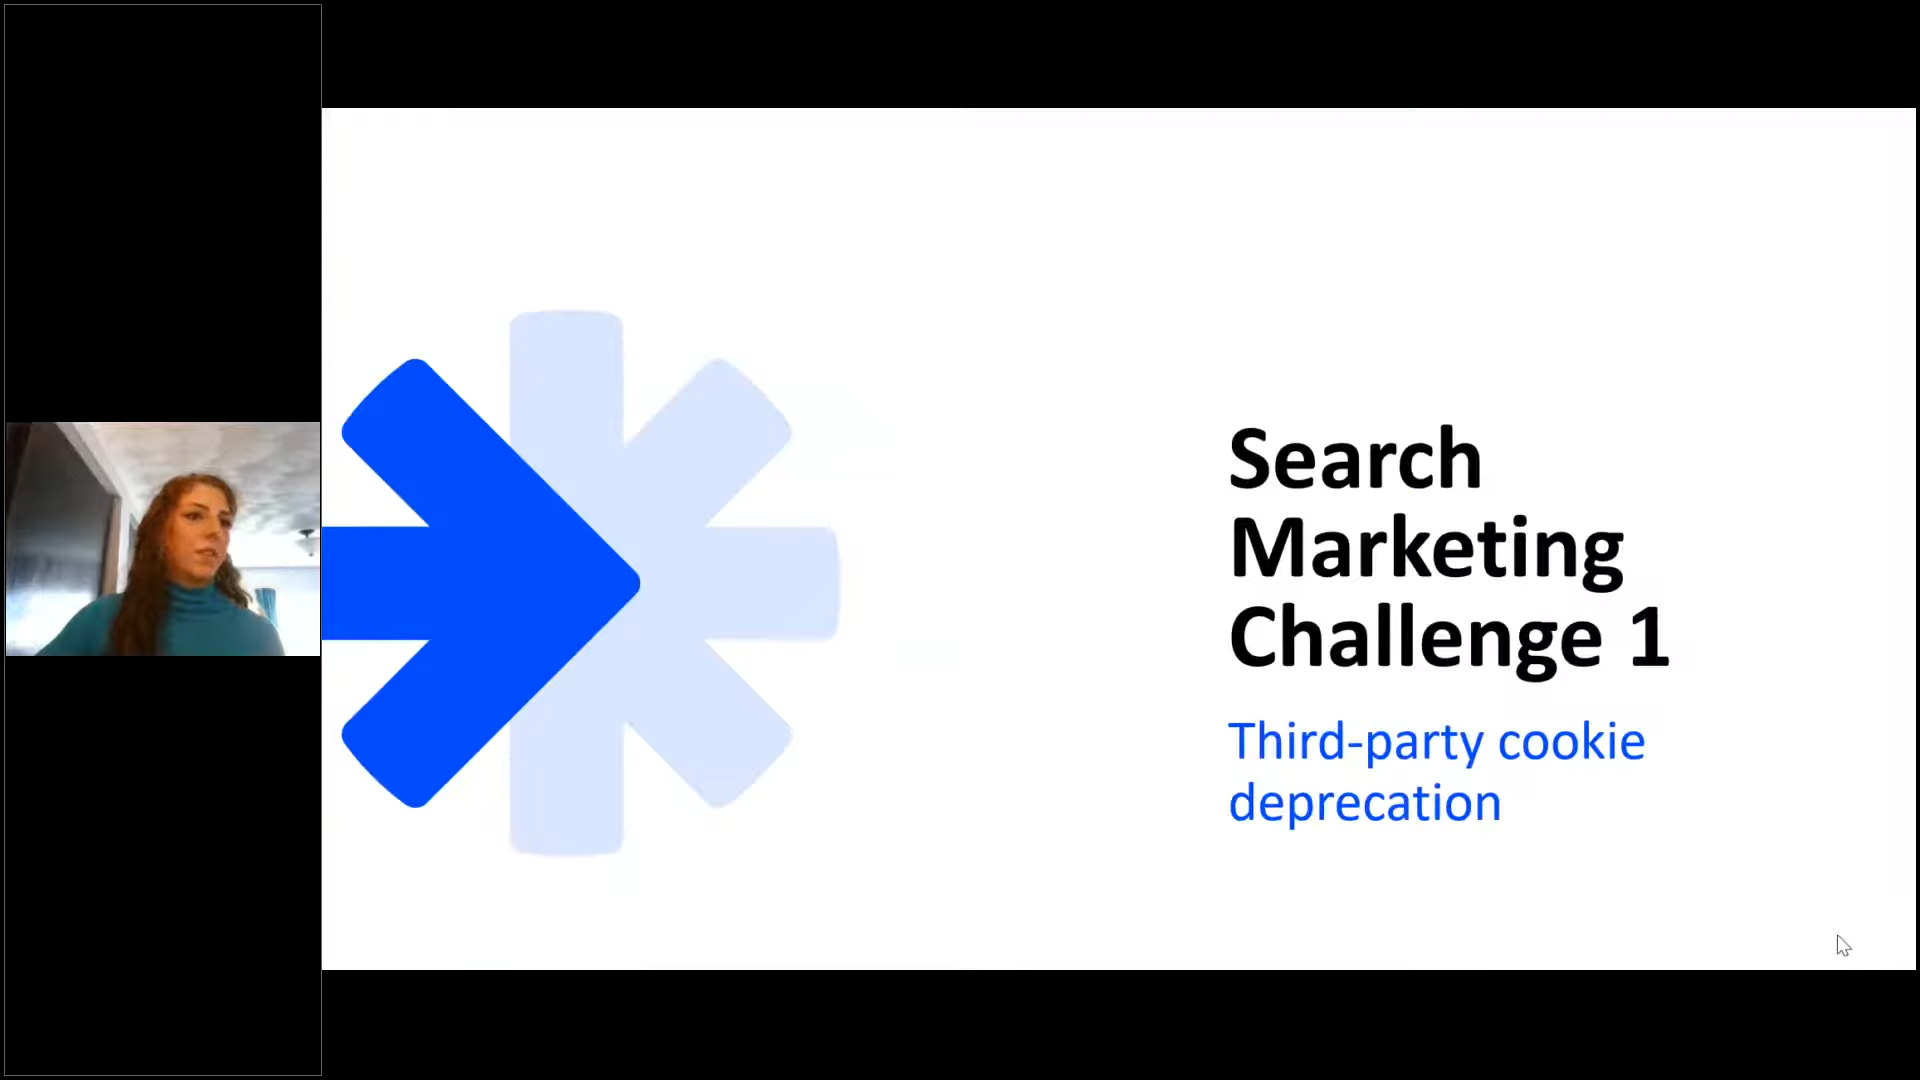 Search
Marketing
Challenge 1
Third-party cookie
deprecation